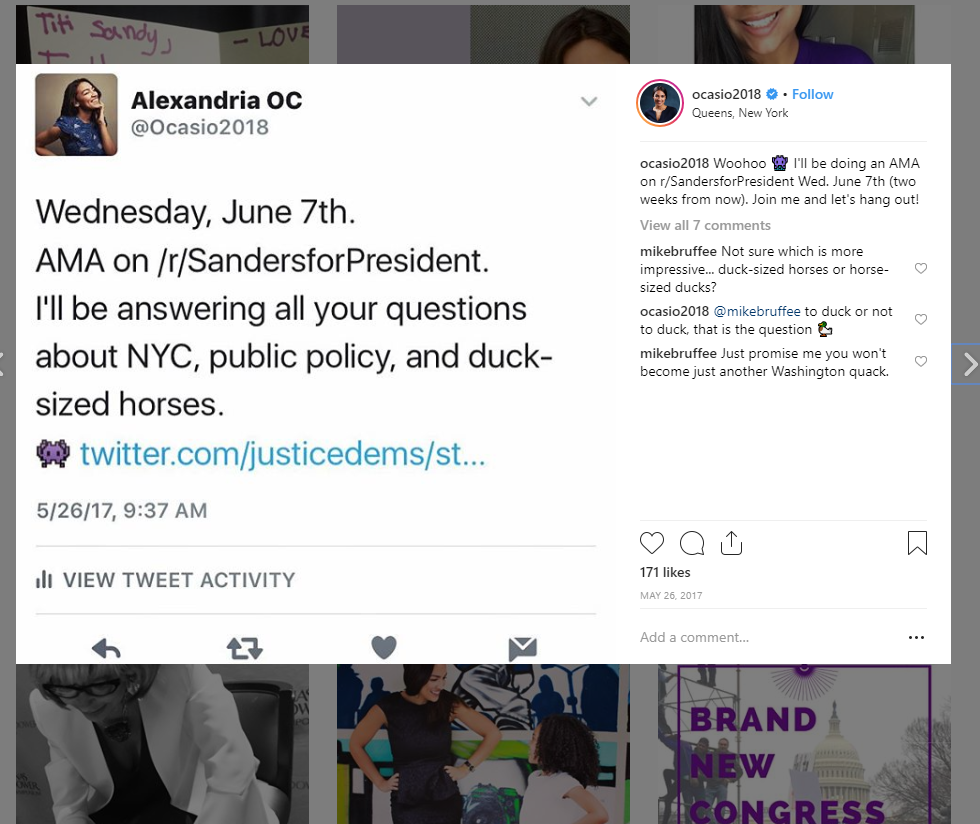 Titi Sandy,
- LOVE
Alexandria OC
@Ocasio2018
Wednesday, June 7th.
AMA on /r/SandersforPresident.
I'll be answering all your questions
about NYC, public policy, and duck-
sized horses.
👾 twitter.com/justicedems/st...
5/26/17, 9:37 AM
VIEW TWEET ACTIVITY
ocasio2018 • Follow
Queens, New York
ocasio2018 Woohoo 👾 I'll be doing an AMA
on r/SandersforPresident Wed. June 7th (two
weeks from now). Join me and let's hang out!
View all 7 comments
mikebruffee Not sure which is more
impressive... duck-sized horses or horse-
sized ducks?
ocasio2018 @mikebruffee to duck or not
to duck, that is the question
mikebruffee Just promise me you won't
become just another Washington quack.
171 likes
MAY 26, 2017
Add a comment...
BRAND
NEW
CONGRESS